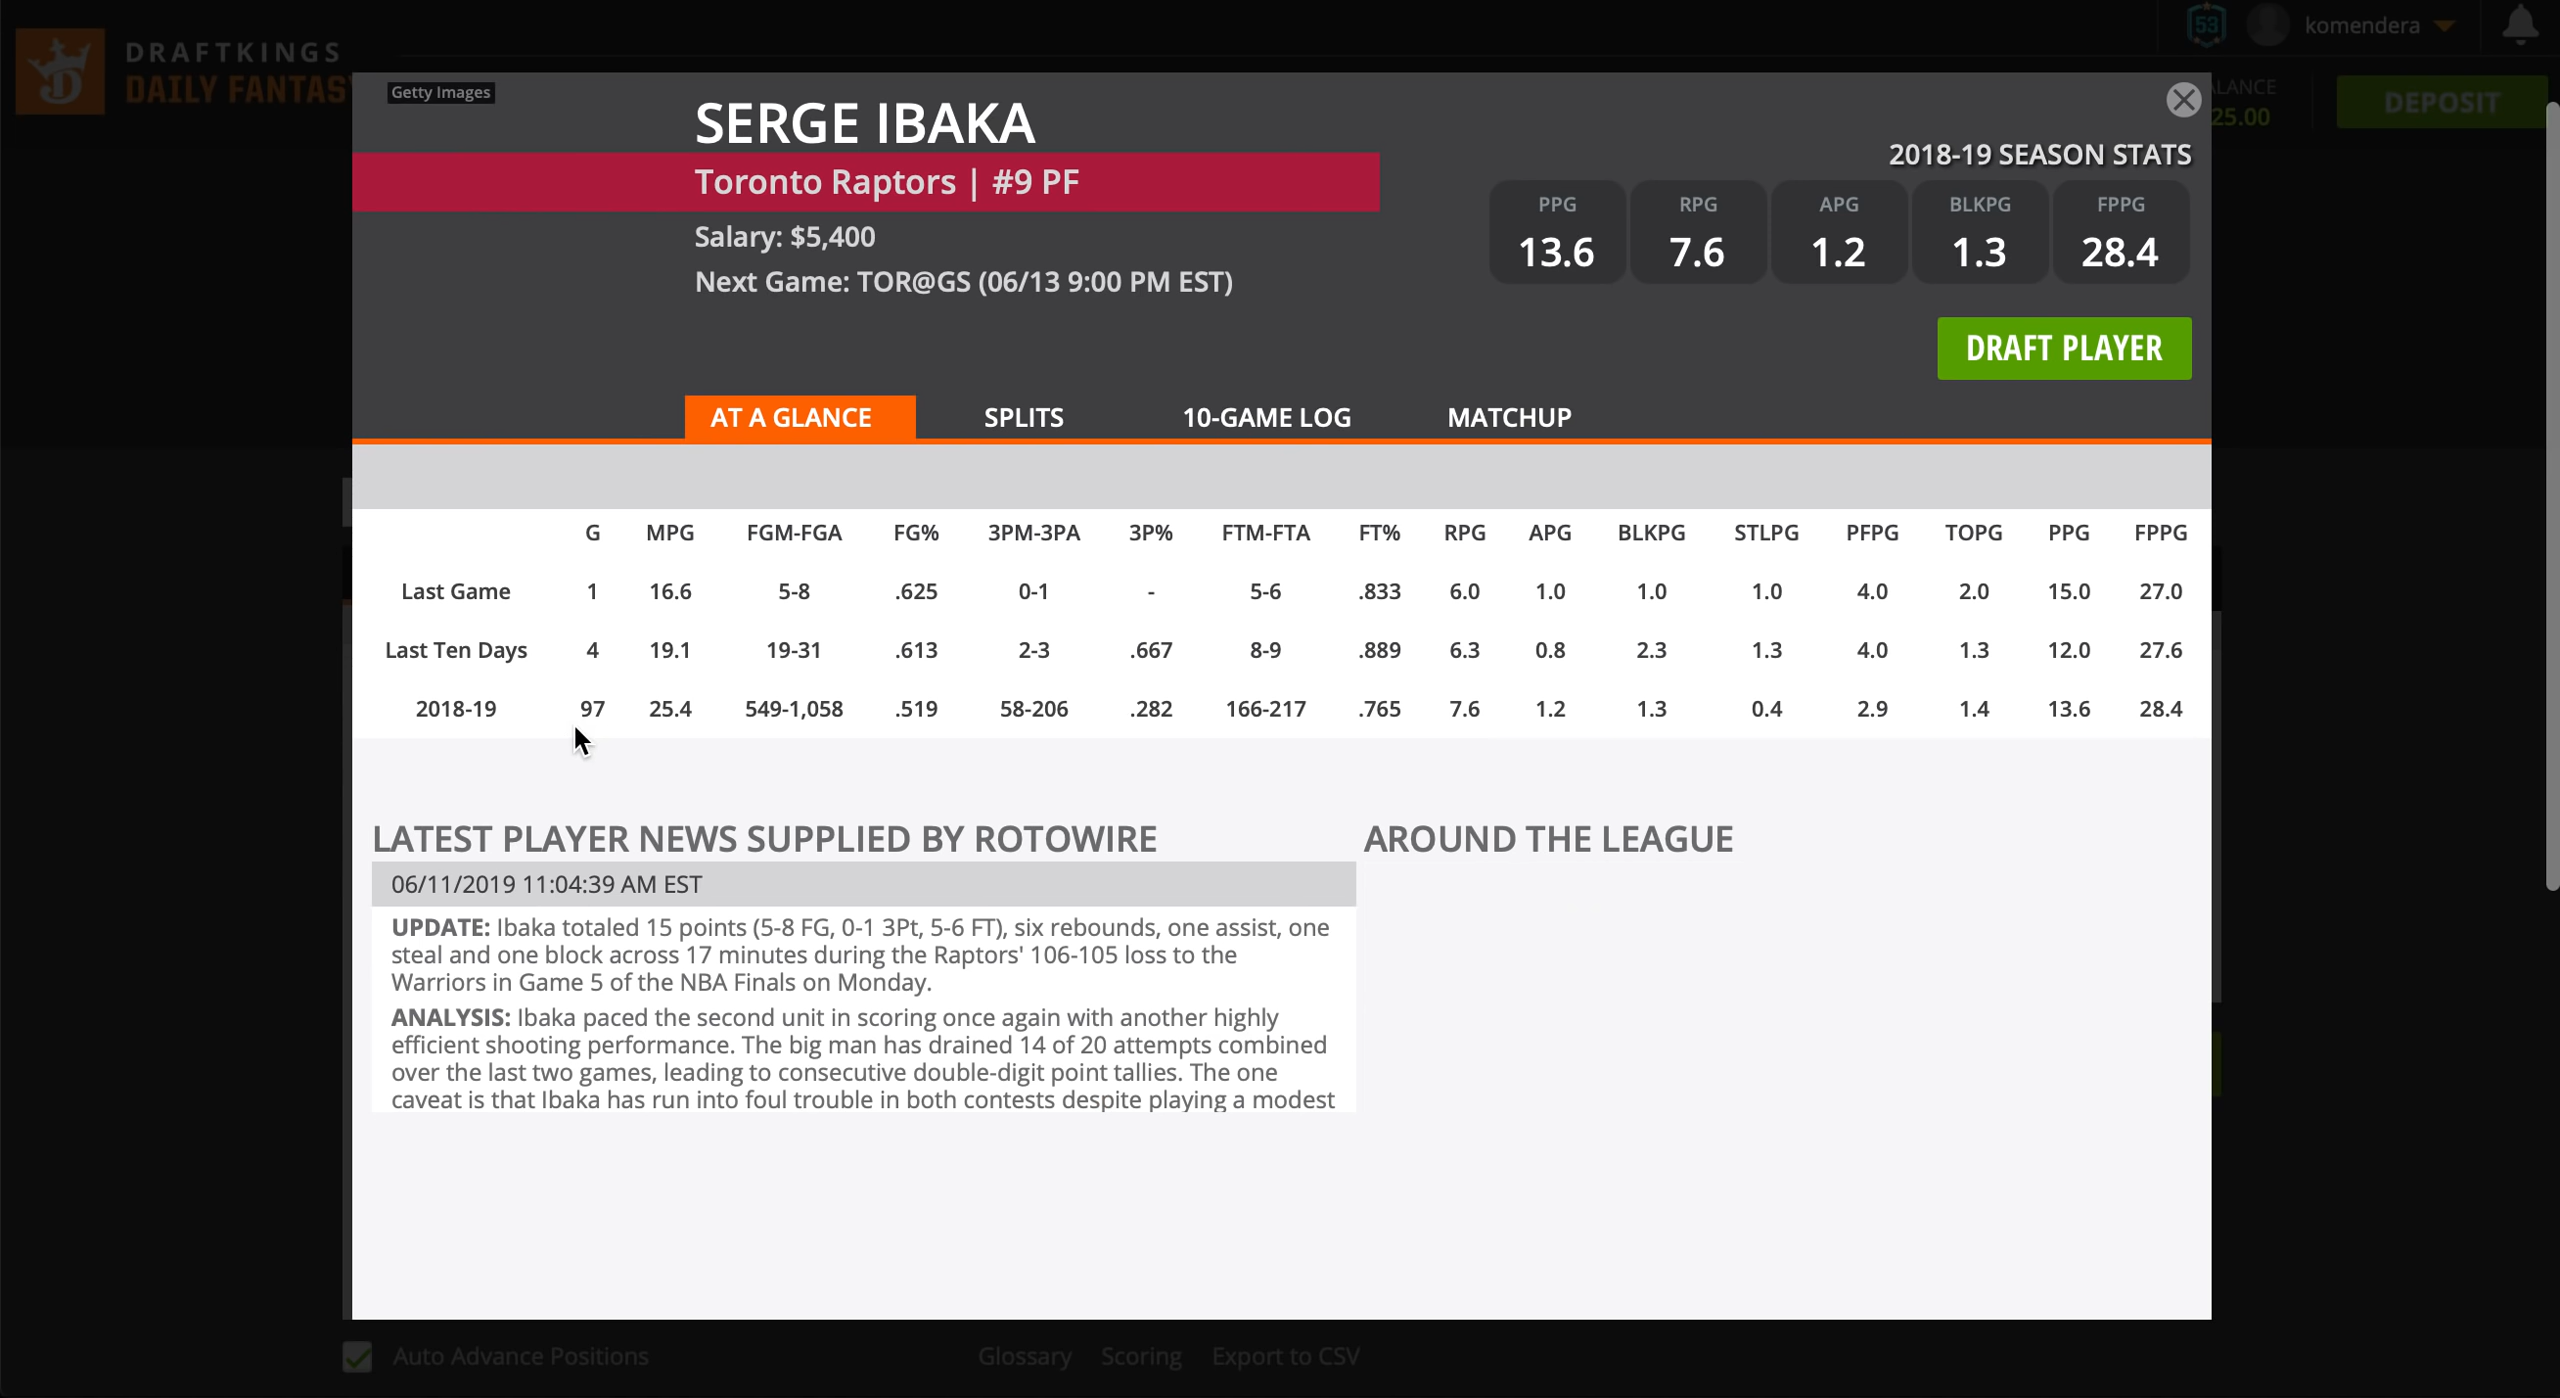 DRAFTKINGS
DAILY FANTAS
53
komendera
LANCE
25.00
DEPOSIT
Getty Images
SERGE IBAKA
Toronto Raptors | #9 PF
Salary: $5,400
Next Game: TOR@GS (06/13 9:00 PM EST)
2018-19 SEASON STATS
PPG RPG APG BLKPG FPPG
13.6 7.6 1.2 1.3 28.4
DRAFT PLAYER
AT A GLANCE SPLITS 10-GAME LOG MATCHUP
G MPG FGM-FGA FG% 3PM-3PA 3P% FTM-FTA FT% RPG APG BLKPG STLPG PFPG TOPG PPG FPPG
Last Game 1 16.6 5-8 .625 0-1 - 5-6 .833 6.0 1.0 1.0 1.0 4.0 2.0 15.0 27.0
Last Ten Days 4 19.1 19-31 .613 2-3 .667 8-9 .889 6.3 0.8 2.3 1.3 4.0 1.3 12.0 27.6
2018-19 97 25.4 549-1,058 .519 58-206 .282 166-217 .765 7.6 1.2 1.3 0.4 2.9 1.4 13.6 28.4
LATEST PLAYER NEWS SUPPLIED BY ROTOWIRE
06/11/2019 11:04:39 AM EST
UPDATE: Ibaka totaled 15 points (5-8 FG, 0-1 3Pt, 5-6 FT), six rebounds, one assist, one
steal and one block across 17 minutes during the Raptors' 106-105 loss to the
Warriors in Game 5 of the NBA Finals on Monday.
ANALYSIS: Ibaka paced the second unit in scoring once again with another highly
efficient shooting performance. The big man has drained 14 of 20 attempts combined
over the last two games, leading to consecutive double-digit point tallies. The one
caveat is that Ibaka has run into foul trouble in both contests despite playing a modest
AROUND THE LEAGUE
Auto Advance Positions
Glossary Scoring Export to CSV